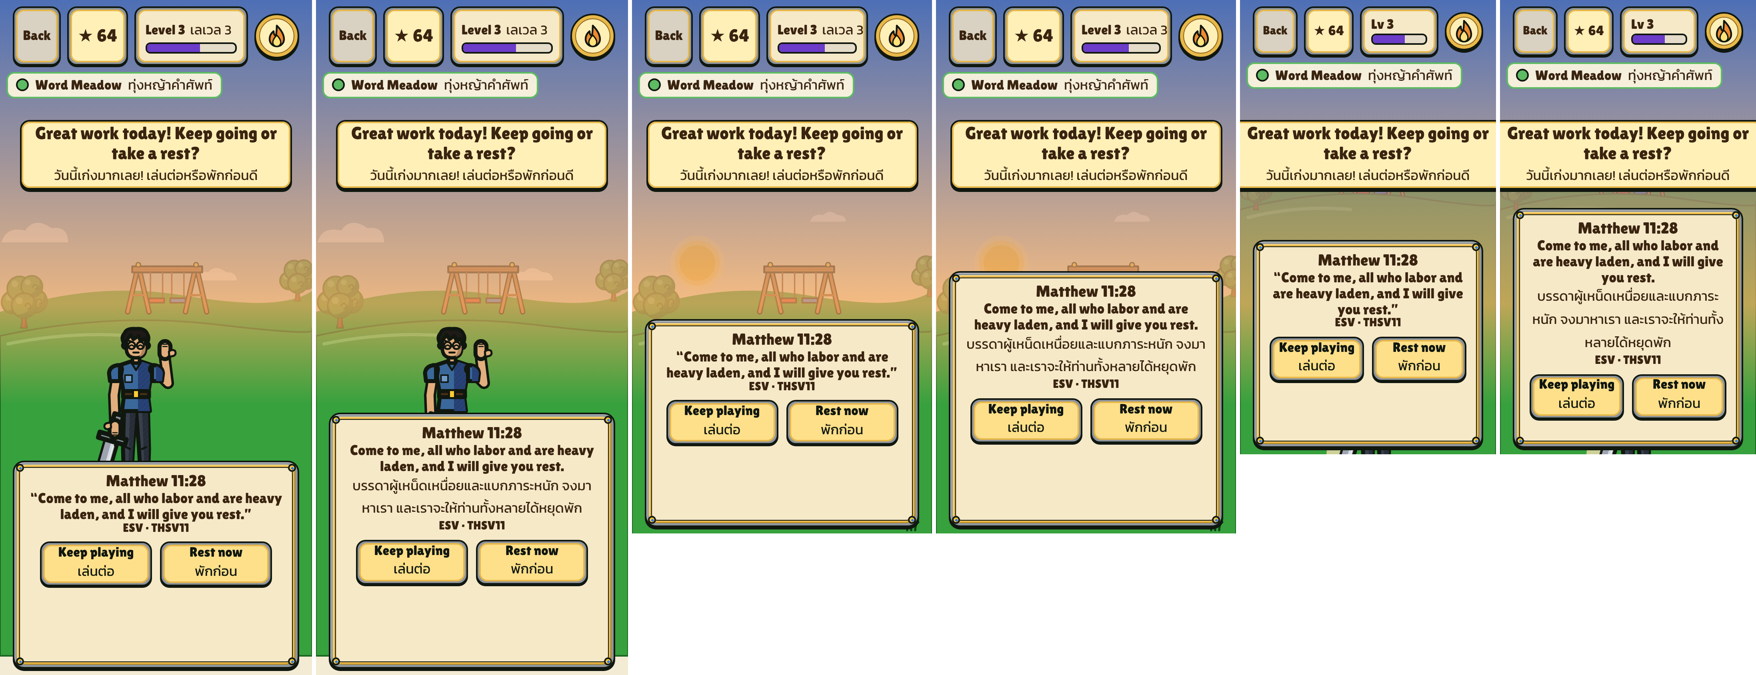 Back
★ 64
Level 3 เลเวล 3
Word Meadow ทุ่งหญ้าคำศัพท์
Great work today! Keep going or
take a rest?
วันนี้เก่งมากเลย! เล่นต่อหรือพักก่อนดี
Matthew 11:28
“Come to me, all who labor and are heavy
laden, and I will give you rest.”
ESV · THSV11
Keep playing
เล่นต่อ
Rest now
พักก่อน
Back
★ 64
Level 3 เลเวล 3
Word Meadow ทุ่งหญ้าคำศัพท์
Great work today! Keep going or
take a rest?
วันนี้เก่งมากเลย! เล่นต่อหรือพักก่อนดี
Matthew 11:28
Come to me, all who labor and are heavy
laden, and I will give you rest.
บรรดาผู้เหน็ดเหนื่อยและแบกภาระหนัก จงมา
หาเรา และเราจะให้ท่านทั้งหลายได้หยุดพัก
ESV · THSV11
Keep playing
เล่นต่อ
Rest now
พักก่อน
Back
★ 64
Level 3 เลเวล 3
Word Meadow ทุ่งหญ้าคำศัพท์
Great work today! Keep going or
take a rest?
วันนี้เก่งมากเลย! เล่นต่อหรือพักก่อนดี
Matthew 11:28
“Come to me, all who labor and are
heavy laden, and I will give you rest.”
ESV · THSV11
Keep playing
เล่นต่อ
Rest now
พักก่อน
Back
★ 64
Level 3 เลเวล 3
Word Meadow ทุ่งหญ้าคำศัพท์
Great work today! Keep going or
take a rest?
วันนี้เก่งมากเลย! เล่นต่อหรือพักก่อนดี
Matthew 11:28
Come to me, all who labor and are
heavy laden, and I will give you rest.
บรรดาผู้เหน็ดเหนื่อยและแบกภาระหนัก จงมา
หาเรา และเราจะให้ท่านทั้งหลายได้หยุดพัก
ESV · THSV11
Keep playing
เล่นต่อ
Rest now
พักก่อน
Back
★ 64
Lv 3
Word Meadow ทุ่งหญ้าคำศัพท์
Great work today! Keep going or
take a rest?
วันนี้เก่งมากเลย! เล่นต่อหรือพักก่อนดี
Matthew 11:28
“Come to me, all who labor and
are heavy laden, and I will give
you rest.”
ESV · THSV11
Keep playing
เล่นต่อ
Rest now
พักก่อน
Back
★ 64
Lv 3
Word Meadow ทุ่งหญ้าคำศัพท์
Great work today! Keep going or
take a rest?
วันนี้เก่งมากเลย! เล่นต่อหรือพักก่อนดี
Matthew 11:28
Come to me, all who labor and
are heavy laden, and I will give
you rest.
บรรดาผู้เหน็ดเหนื่อยและแบกภาระ
หนัก จงมาหาเรา และเราจะให้ท่านทั้ง
หลายได้หยุดพัก
ESV · THSV11
Keep playing
เล่นต่อ
Rest now
พักก่อน